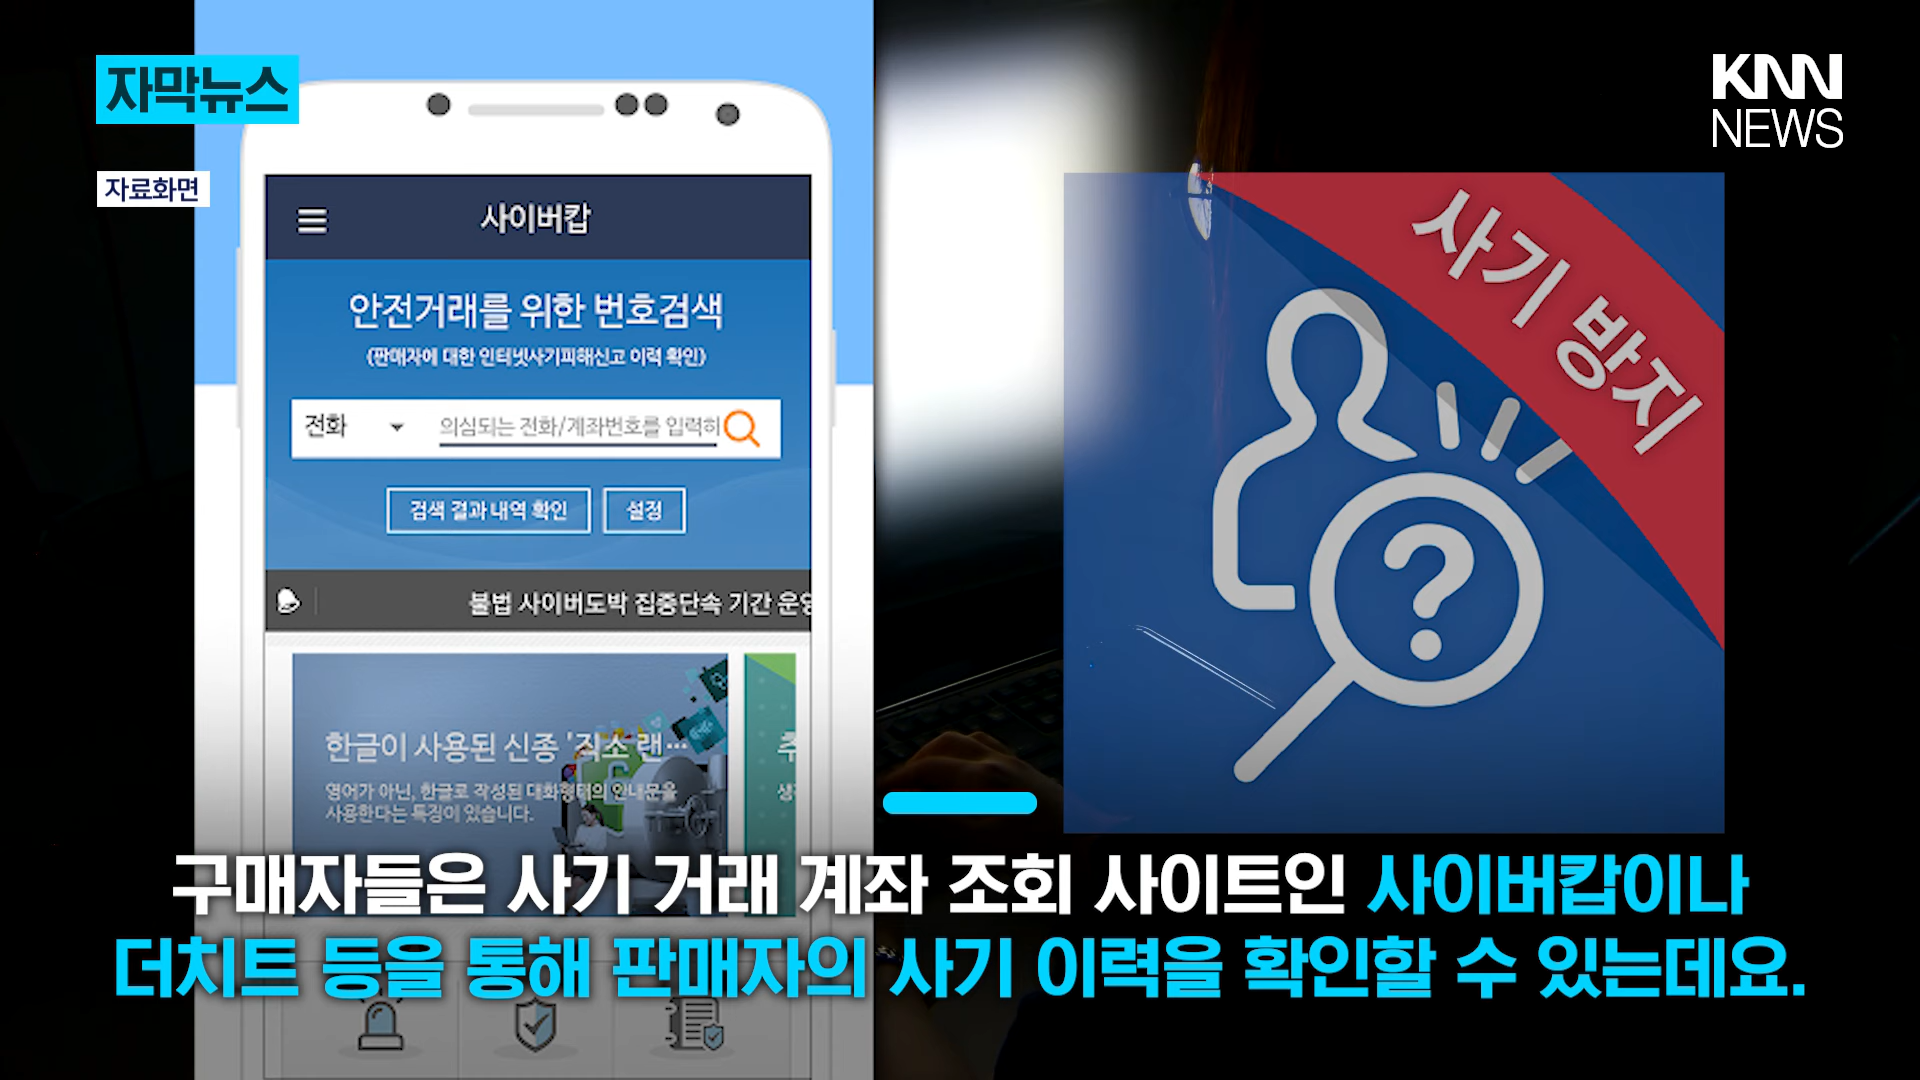 자막뉴스
KNN
NEWS
자료화면
사이버캅
안전거래를 위한 번호검색
(판매자에 대한 인터넷사기피해신고 이력 확인)
전화
의심되는 전화/계좌번호를 입력하
검색 결과 내역 확인
설정
불법 사이버도박 집중단속 기간 운영
한글이 사용된 신종 '직소 랜...
영어가 아닌, 한글로 작성된 대화형태의 안내문을
사용한다는 특징이 있습니다.
사기 방지
?
구매자들은 사기 거래 계좌 조회 사이트인 사이버캅이나
더치트 등을 통해 판매자의 사기 이력을 확인할 수 있는데요.